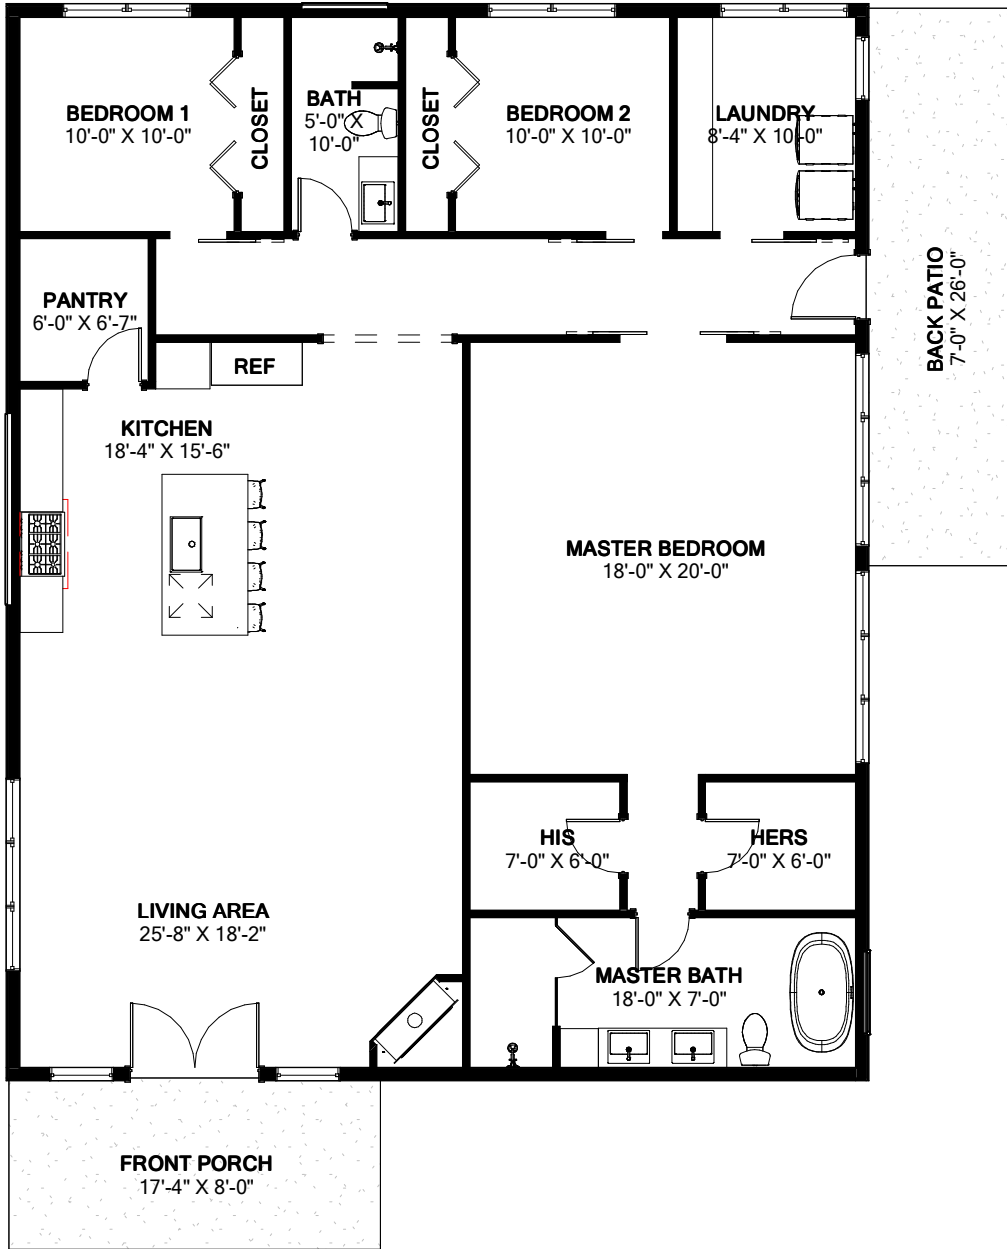 BEDROOM 1
10'-0" X 10'-0"
CLOSET
BATH
5'-0" X
10'-0"
CLOSET
BEDROOM 2
10'-0" X 10'-0"
LAUNDRY
8'-4" X 10'-0"
PANTRY
6'-0" X 6'-7"
BACK PATIO
7'-0" X 26'-0"
REF
KITCHEN
18'-4" X 15'-6"
MASTER BEDROOM
18'-0" X 20'-0"
HIS
7'-0" X 6'-0"
HERS
7'-0" X 6'-0"
LIVING AREA
25'-8" X 18'-2"
MASTER BATH
18'-0" X 7'-0"
FRONT PORCH
17'-4" X 8'-0"